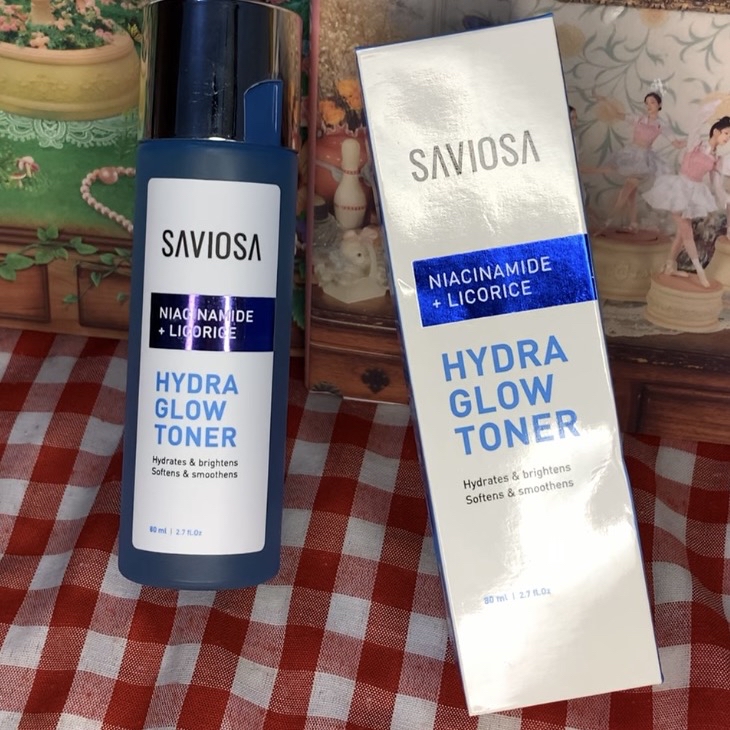 SAVIOSA
NIACINAMIDE
+ LICORICE
HYDRA
GLOW
TONER
Hydrates & brightens
Softens & smoothens
80 ml | 2.7 fl.Oz
SAVIOSA
NIACINAMIDE
+ LICORICE
HYDRA
GLOW
TONER
Hydrates & brightens
Softens & smoothens
80 ml | 2.7 fl.Oz